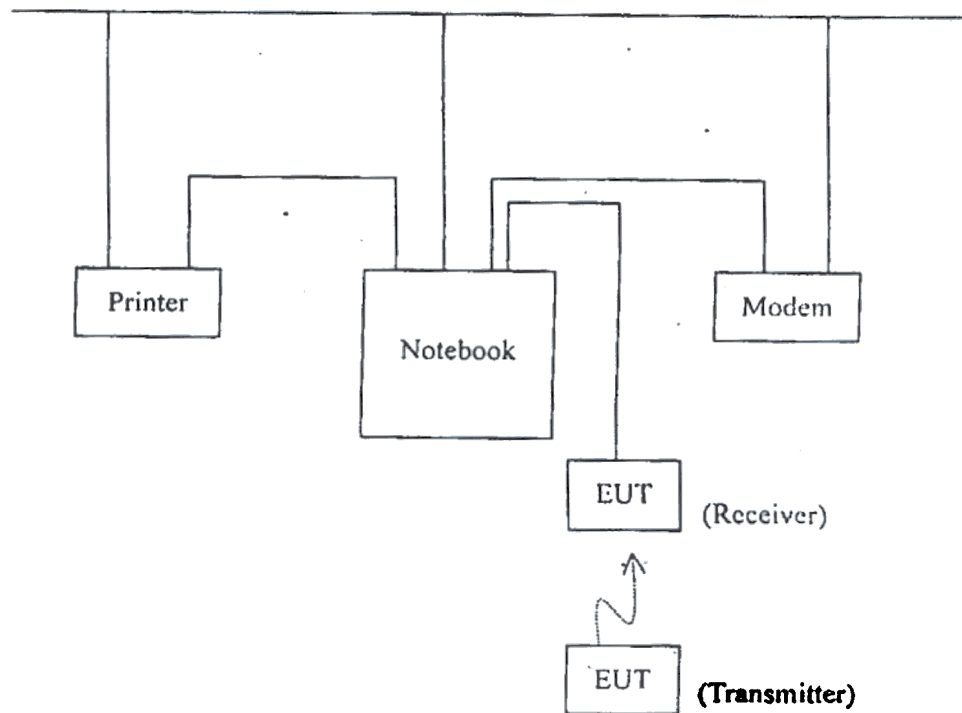 Printer
Notebook
Modem
EUT
(Receiver)
EUT
(Transmitter)